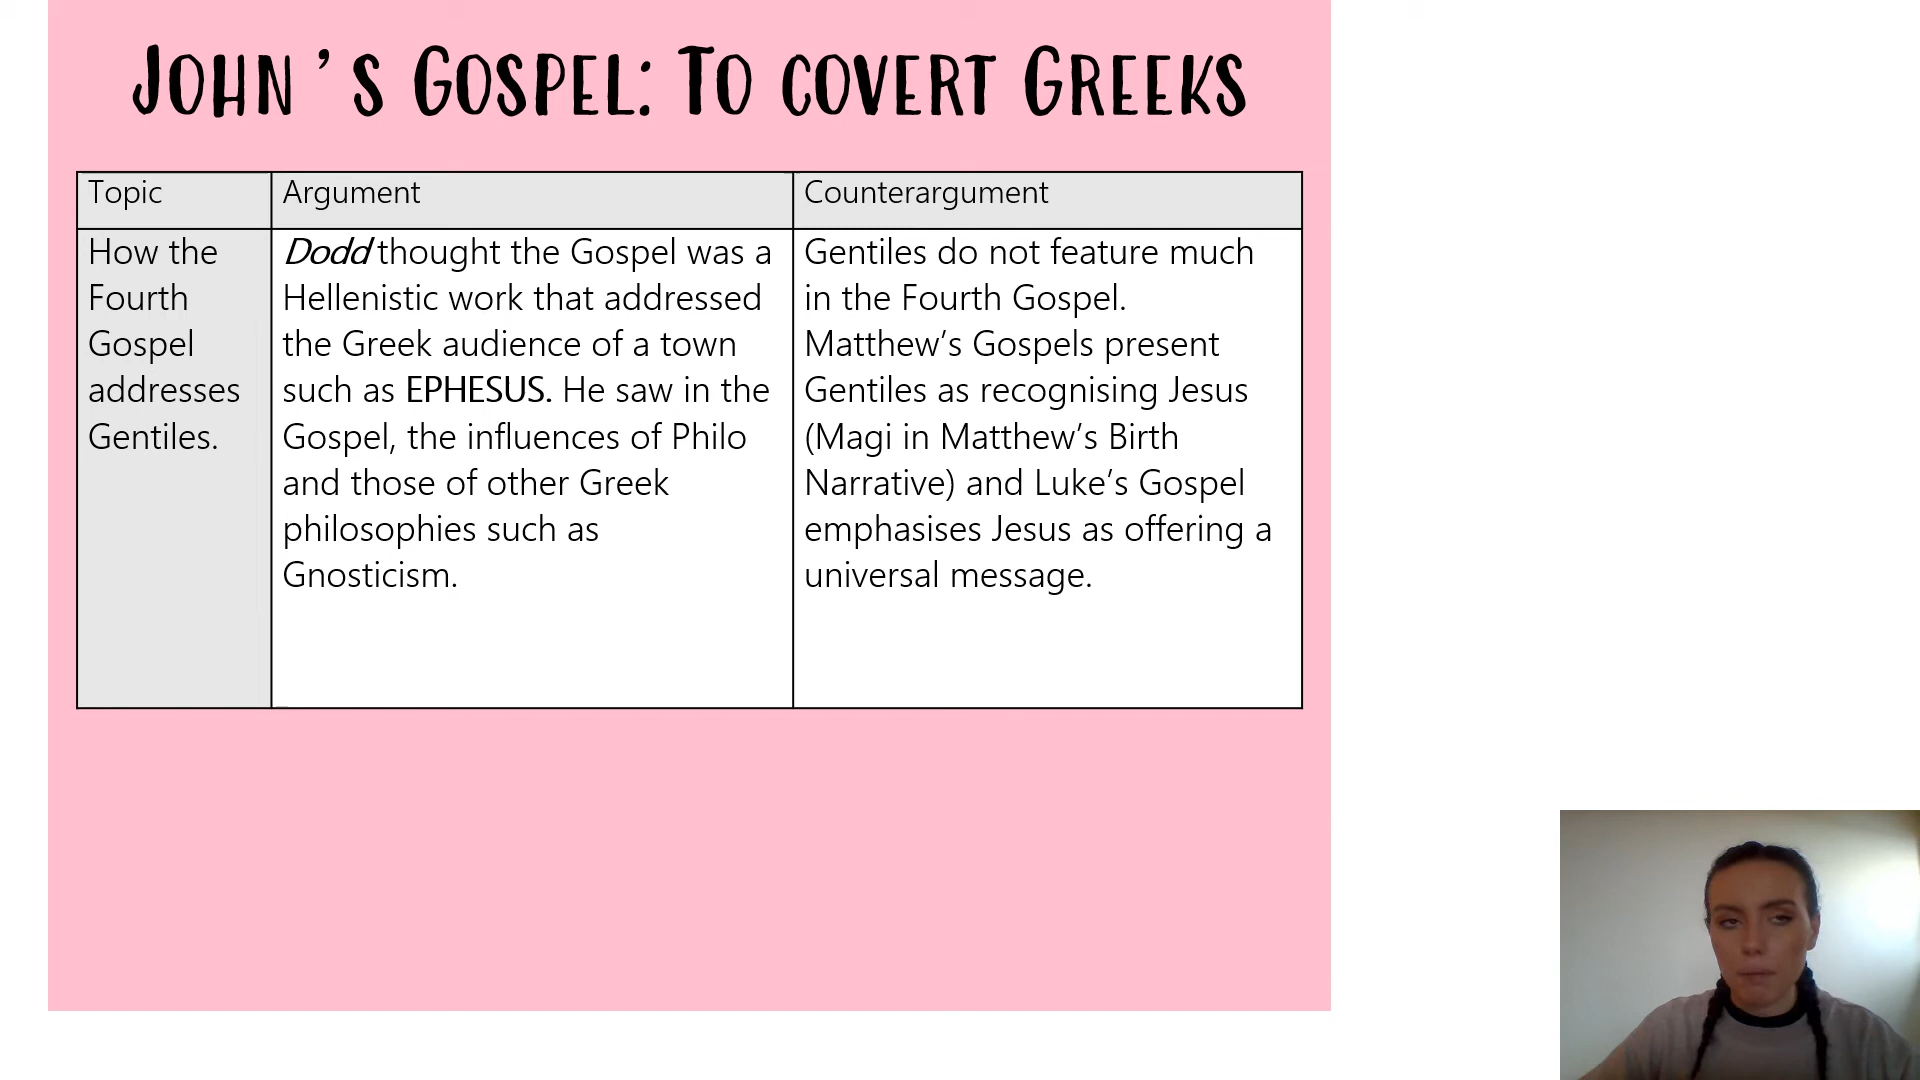 John's Gospel: To covert Greeks
Topic
Argument
Counterargument
How the
Fourth
Gospel
addresses
Gentiles.
Dodd thought the Gospel was a
Hellenistic work that addressed
the Greek audience of a town
such as EPHESUS. He saw in the
Gospel, the influences of Philo
and those of other Greek
philosophies such as
Gnosticism.
Gentiles do not feature much
in the Fourth Gospel.
Matthew’s Gospels present
Gentiles as recognising Jesus
(Magi in Matthew’s Birth
Narrative) and Luke’s Gospel
emphasises Jesus as offering a
universal message.